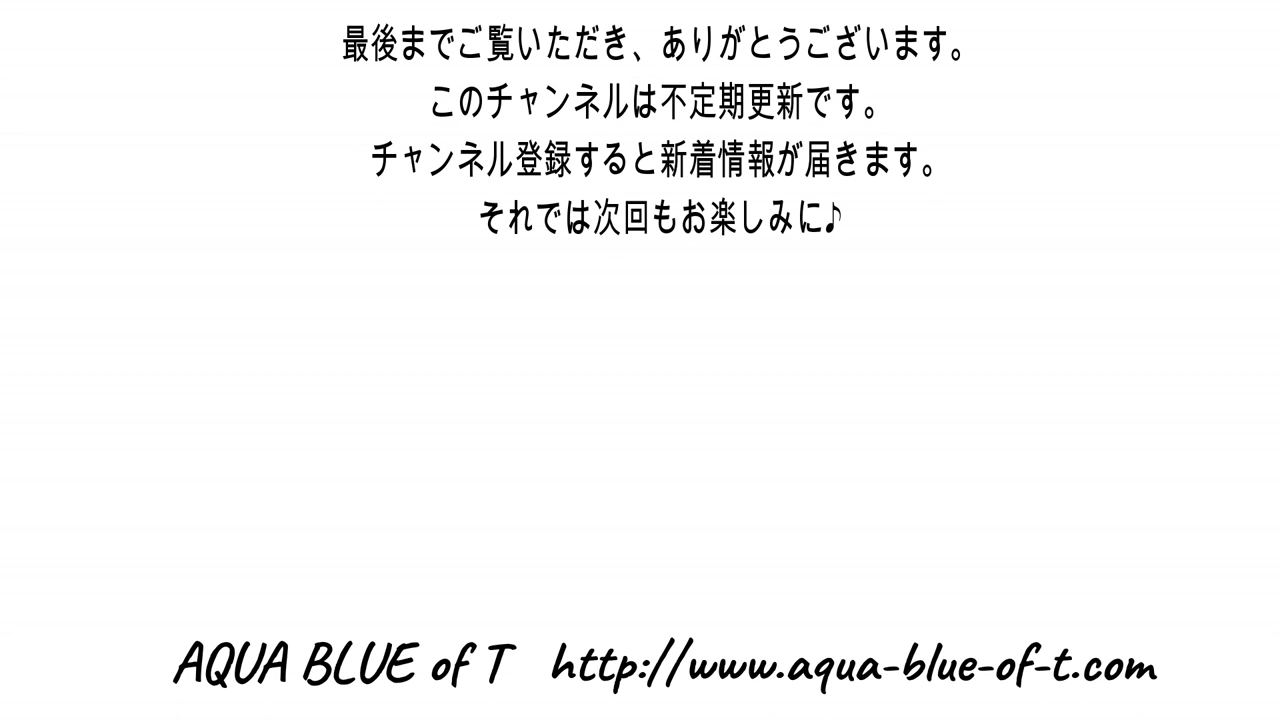 最後までご覧いただき、ありがとうございます。
このチャンネルは不定期更新です。
チャンネル登録すると新着情報が届きます。
それでは次回もお楽しみに♪
AQUA BLUE of T http://www.aqua-blue-of-t.com